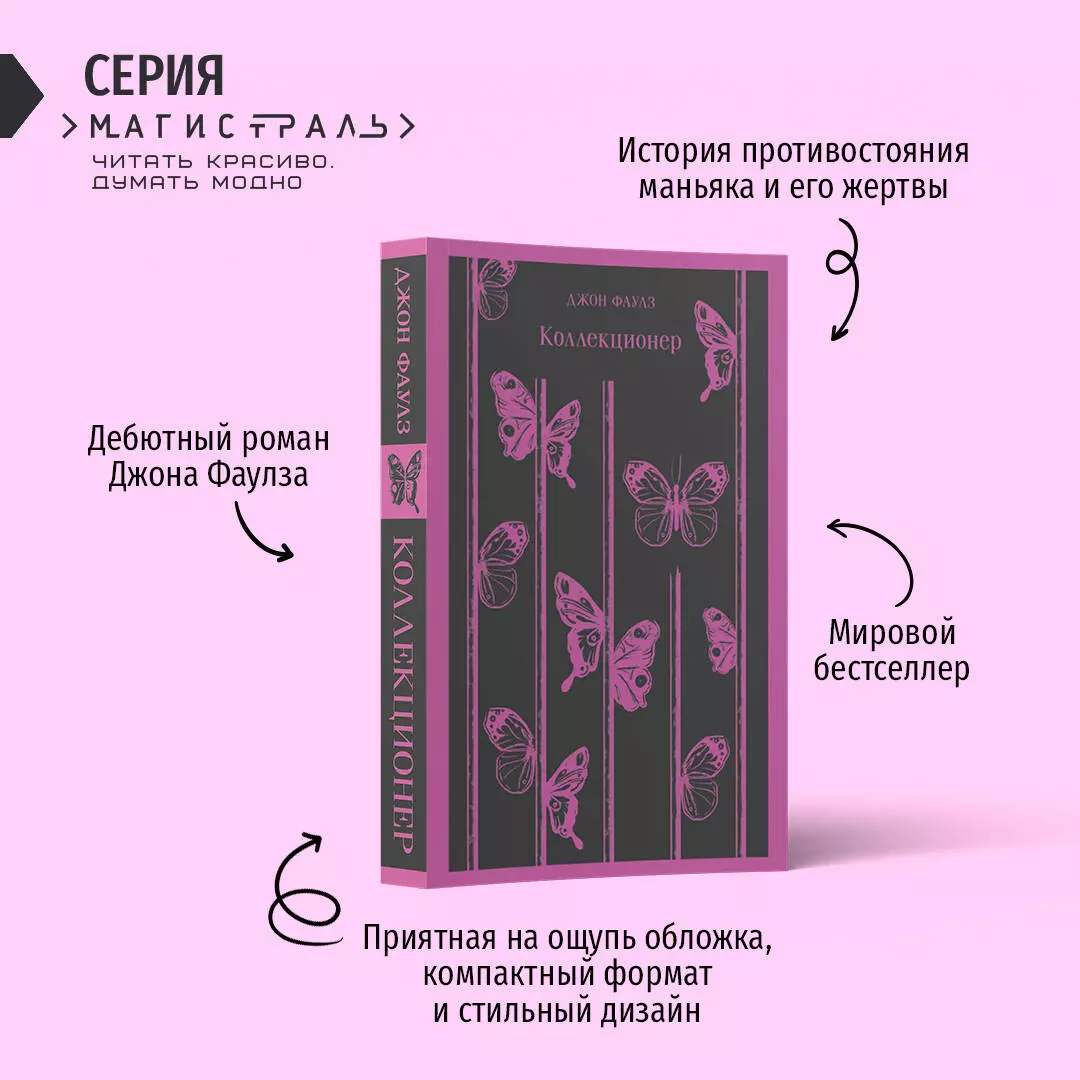 СЕРИЯ
МАГИСТРАЛЬ
ЧИТАТЬ КРАСИВО.
ДУМАТЬ МОДНО
История противостояния
маньяка и его жертвы
ДЖОН ФАУЛЗ
Коллекционер
ДЖОН ФАУЛЗ
КОЛЛЕКЦИОНЕР
Дебютный роман
Джона Фаулза
Мировой
бестселлер
Приятная на ощупь обложка,
компактный формат
и стильный дизайн